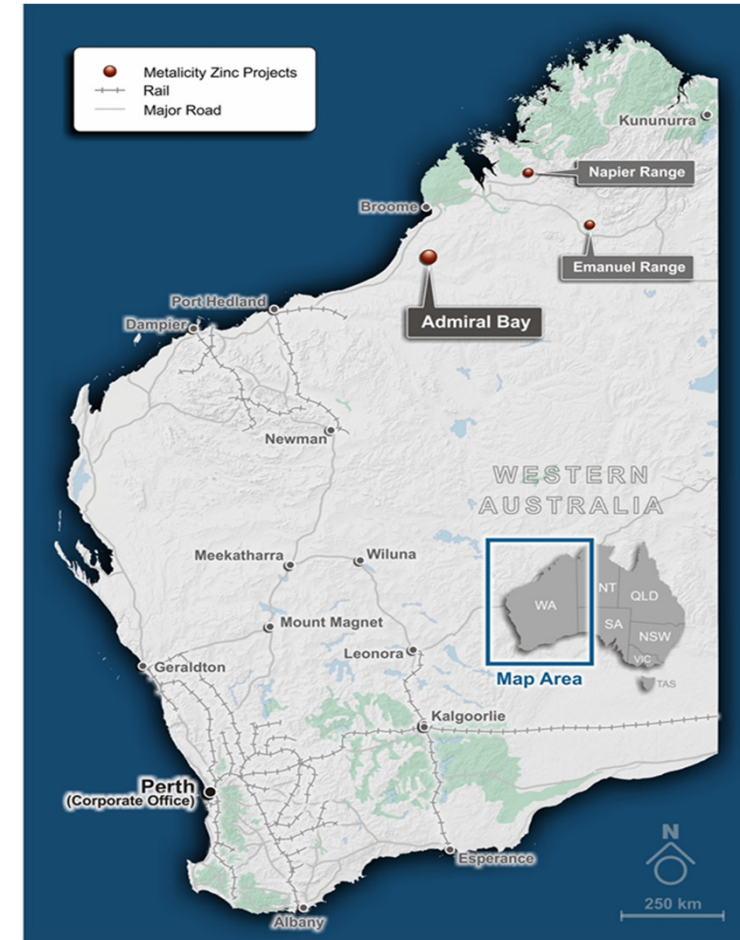 Metalicity Zinc Projects
Rail
Major Road
Kununurra
Napier Range
Broome
Emanuel Range
Port Hedland
Admiral Bay
Dampier
Newman
WESTERN
AUSTRALIA
Meekatharra
Wiluna
NT
QLD
WA
Mount Magnet
SA
NSW
Leonora
VIC
Geraldton
Map Area
TAS
Kalgoorlie
Perth
(Corporate Office)
N
Esperance
250 km
Albany